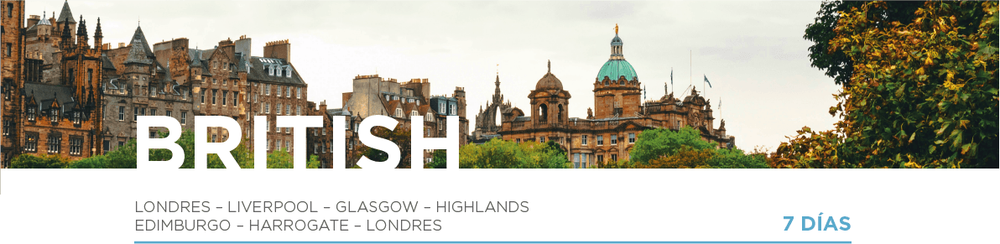 BRITISH
LONDRES – LIVERPOOL – GLASGOW – HIGHLANDS
EDIMBURGO – HARROGATE – LONDRES
7 DÍAS